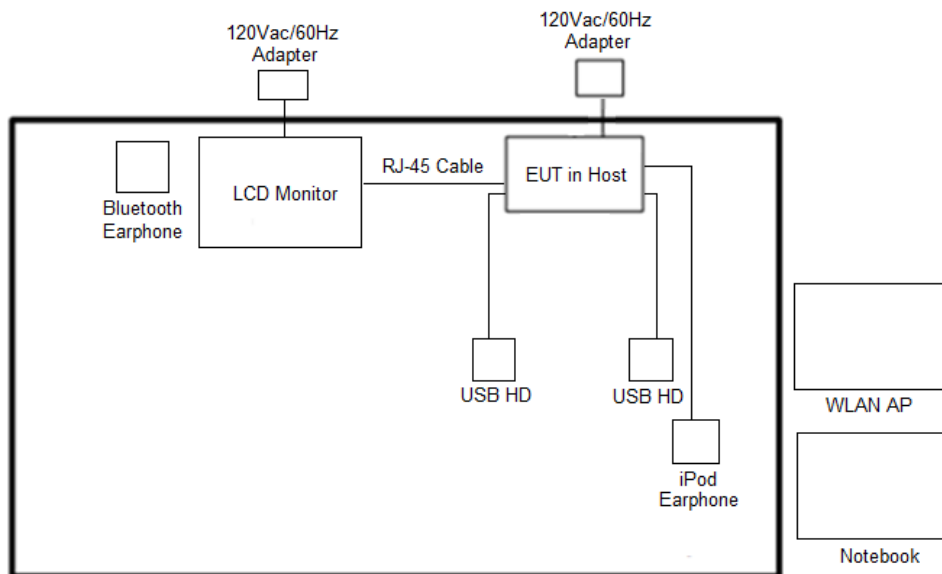 120Vac/60Hz
Adapter
120Vac/60Hz
Adapter
Bluetooth
Earphone
LCD Monitor
RJ-45 Cable
EUT in Host
USB HD
USB HD
iPod
Earphone
WLAN AP
Notebook